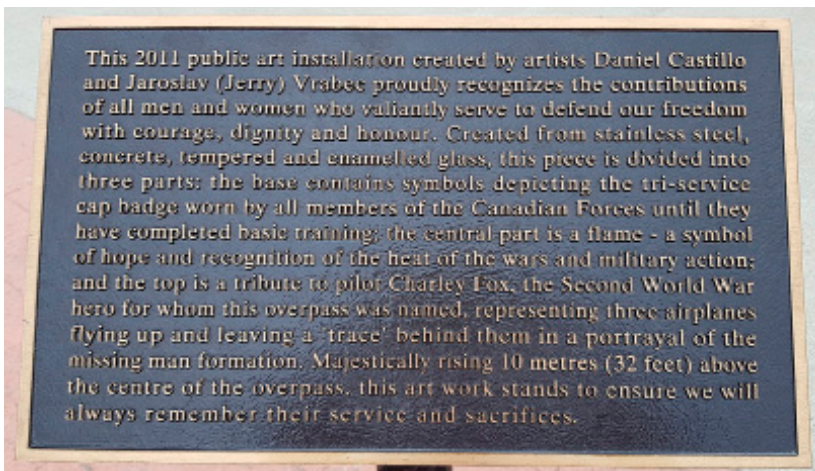 This 2011 public art installation created by artists Daniel Castillo
and Jaroslav (Jerry) Vrabec proudly recognizes the contributions
of all men and women who valiantly serve to defend our freedom
with courage, dignity and honour. Created from stainless steel,
concrete, tempered and enamelled glass, this piece is divided into
three parts: the base contains symbols depicting the tri-service
cap badge worn by all members of the Canadian Forces until they
have completed basic training; the central part is a flame - a symbol
of hope and recognition of the heat of the wars and military action;
and the top is a tribute to pilot Charley Fox, the Second World War
hero for whom this overpass was named, representing three airplanes
flying up and leaving a 'trace' behind them in a portrayal of the
missing man formation. Majestically rising 10 metres (32 feet) above
the centre of the overpass, this art work stands to ensure we will
always remember their service and sacrifices.